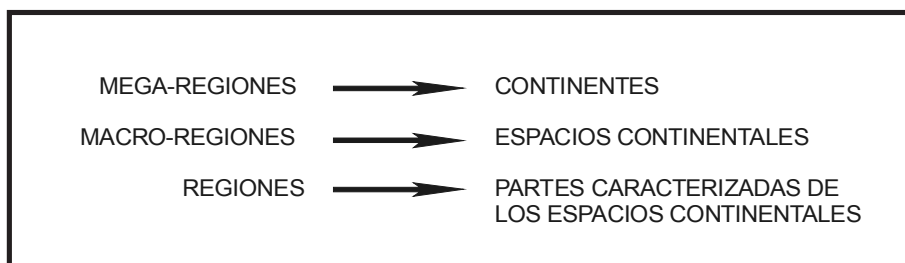 MEGA-REGIONES CONTINENTES
MACRO-REGIONES ESPACIOS CONTINENTALES
REGIONES PARTES CARACTERIZADAS DE
LOS ESPACIOS CONTINENTALES